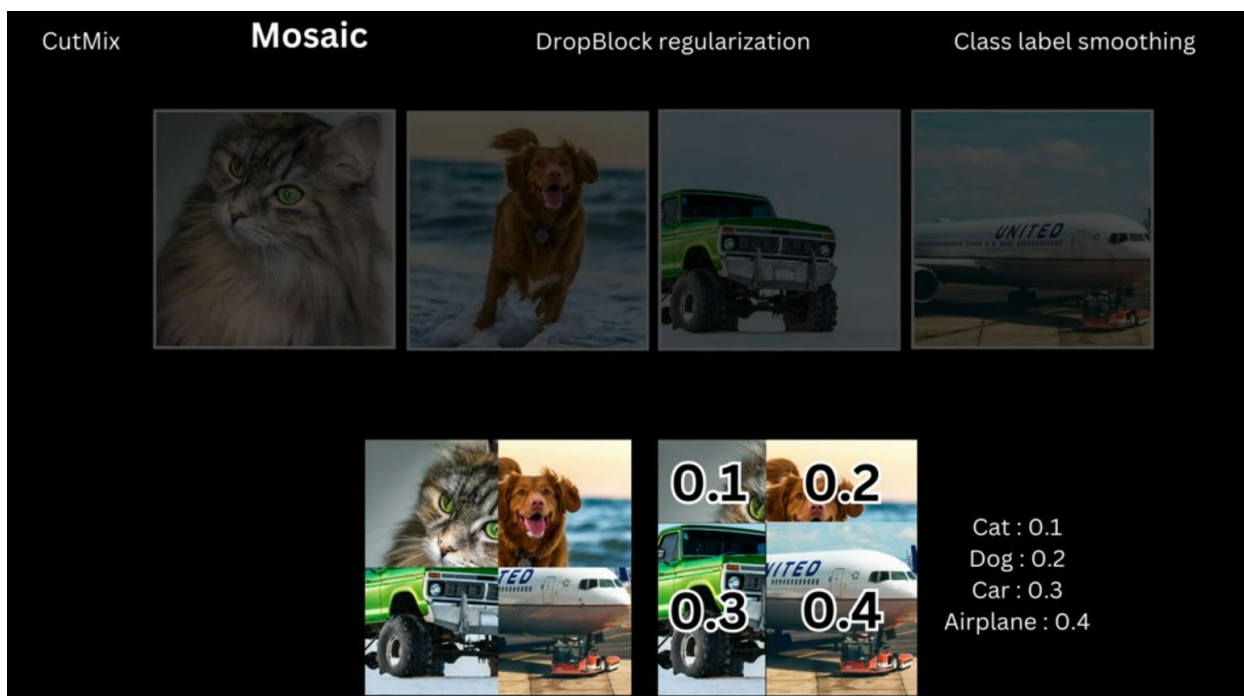 CutMix
Mosaic
DropBlock regularization
Class label smoothing
UNITED
TED
NITED
0.1
0.2
0.3
0.4
Cat : 0.1
Dog : 0.2
Car : 0.3
Airplane : 0.4